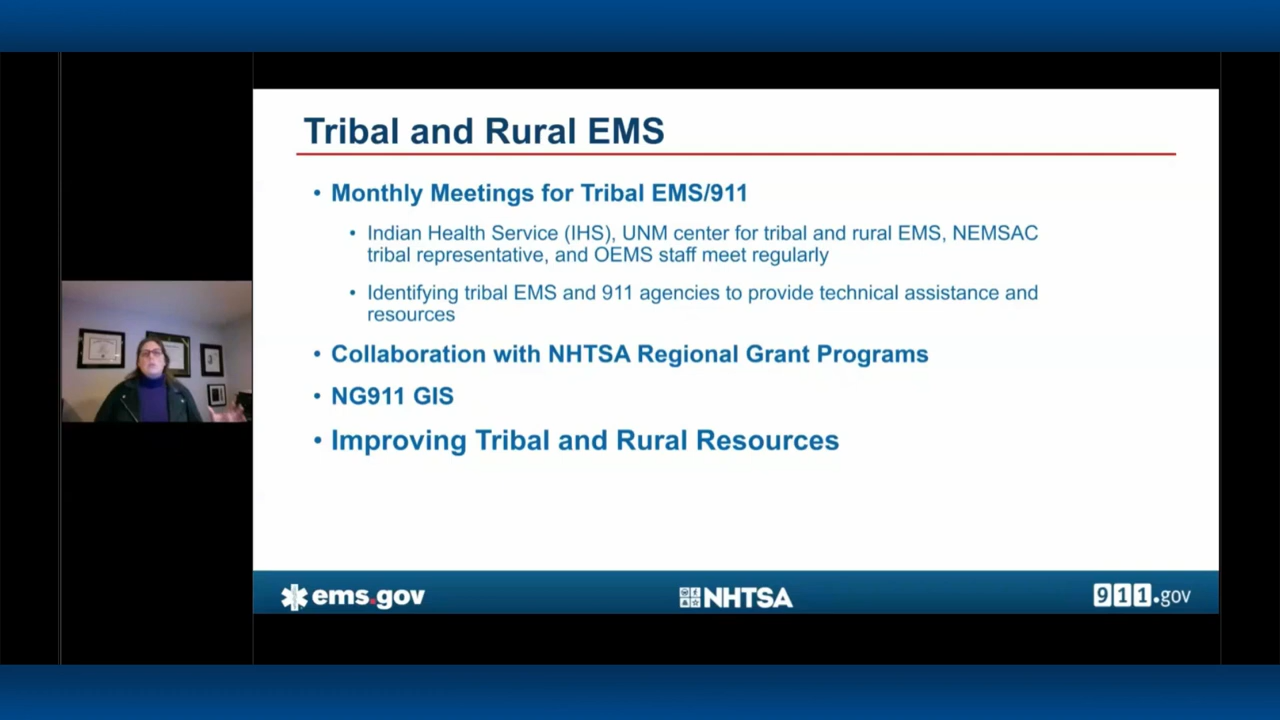 Tribal and Rural EMS
• Monthly Meetings for Tribal EMS/911
• Indian Health Service (IHS), UNM center for tribal and rural EMS, NEMSAC
tribal representative, and OEMS staff meet regularly
• Identifying tribal EMS and 911 agencies to provide technical assistance and
resources
• Collaboration with NHTSA Regional Grant Programs
• NG911 GIS
• Improving Tribal and Rural Resources
ems.gov
NHTSA
911.gov